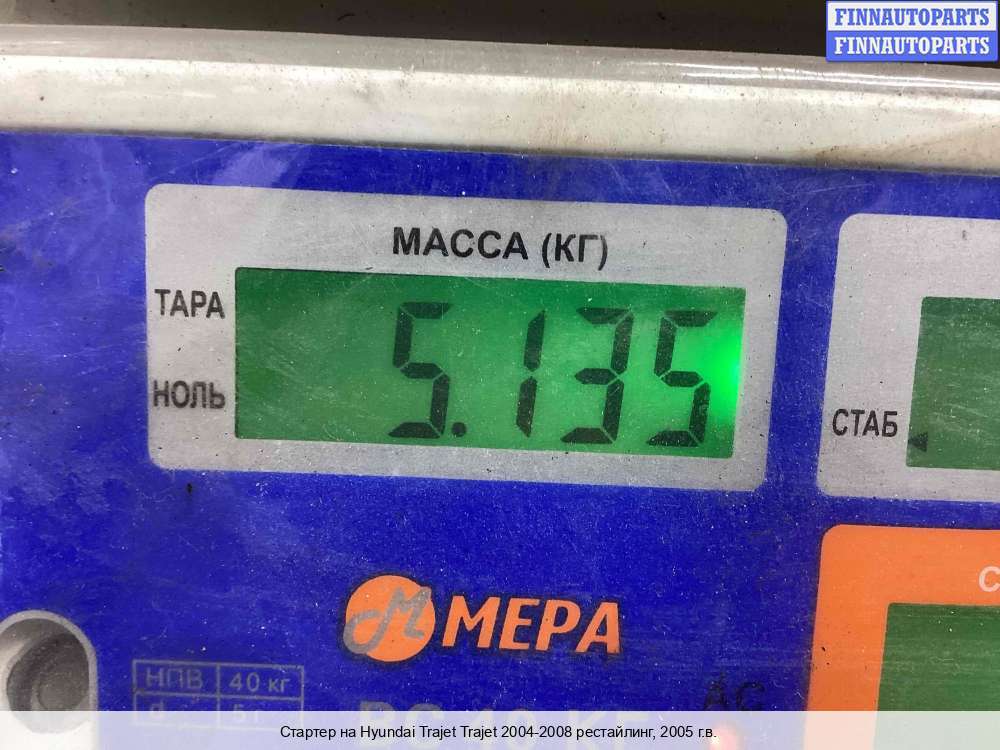 FINNAUTOPARTS
FINNAUTOPARTS
МАССА (КГ)
ТАРА
5.135
НОЛЬ
СТАБ
МЕРА
С
НПВ 40 кг
d 5 г
АС
Стартер на Hyundai Trajet Trajet 2004-2008 рестайлинг, 2005 г.в.